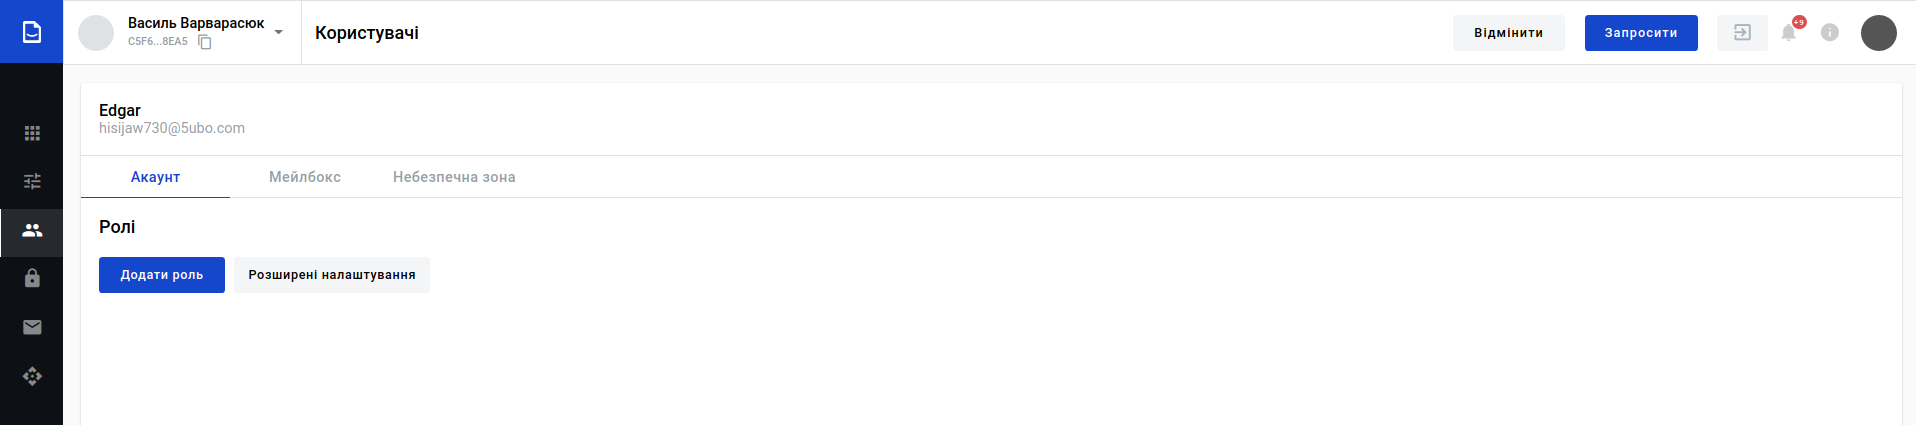 Василь Варварасюк
C5F6...8EA5
Користувачі
Відмінити
Запросити
+9
Edgar
hisijaw730@5ubo.com
Акаунт
Мейлбокс
Небезпечна зона
Ролі
Додати роль
Розширені налаштування